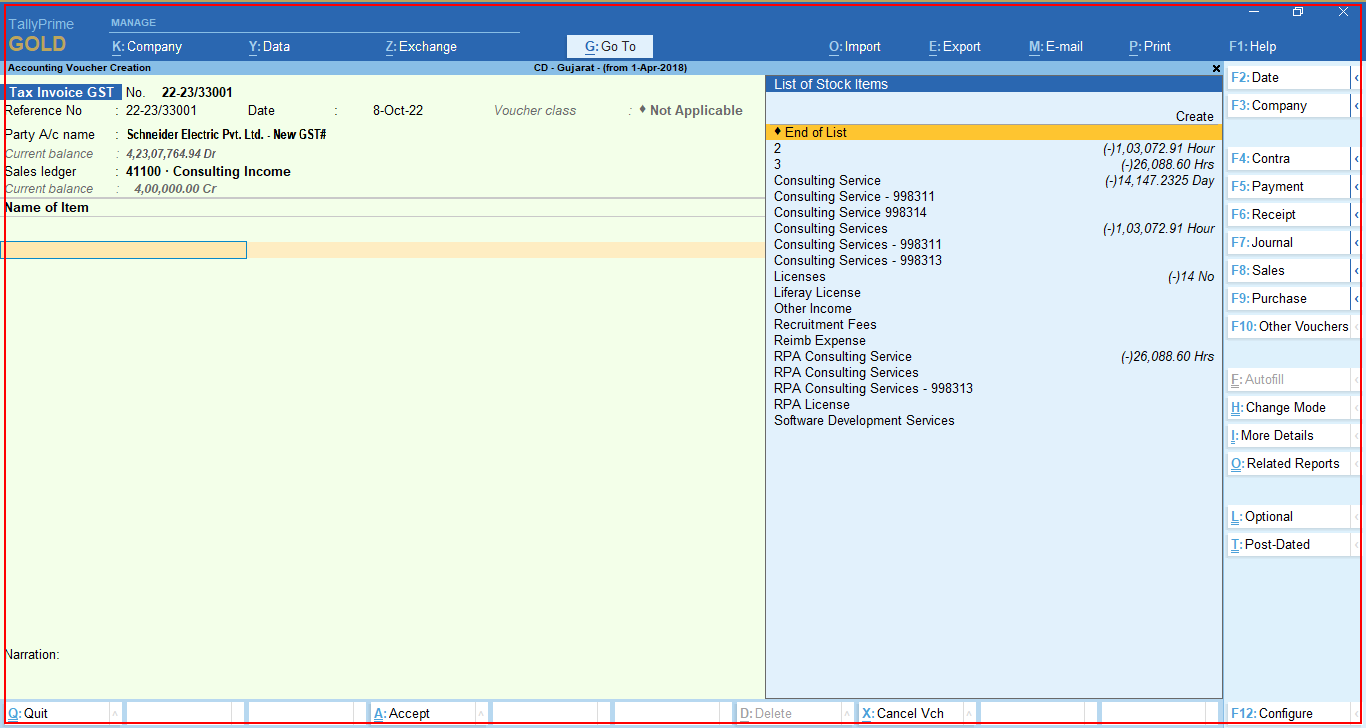 TallyPrime
GOLD
MANAGE
K: Company Y: Data Z: Exchange G: Go To O: Import E: Export M: E-mail P: Print F1: Help
Accounting Voucher Creation CD - Gujarat - (from 1-Apr-2018)
Tax Invoice GST No. 22-23/33001
Reference No : 22-23/33001 Date : 8-Oct-22 Voucher class : ♦ Not Applicable
Party A/c name : Schneider Electric Pvt. Ltd. - New GST#
Current balance : 4,23,07,764.94 Dr
Sales ledger : 41100 · Consulting Income
Current balance : 4,00,000.00 Cr
Name of Item
Narration:
List of Stock Items
Create
♦ End of List
2 (-)1,03,072.91 Hour
3 (-)26,088.60 Hrs
Consulting Service (-)14,147.2325 Day
Consulting Service - 998311
Consulting Service 998314
Consulting Services (-)1,03,072.91 Hour
Consulting Services - 998311
Consulting Services - 998313
Licenses (-)14 No
Liferay License
Other Income
Recruitment Fees
Reimb Expense
RPA Consulting Service (-)26,088.60 Hrs
RPA Consulting Services
RPA Consulting Services - 998313
RPA License
Software Development Services
F2: Date
F3: Company
F4: Contra
F5: Payment
F6: Receipt
F7: Journal
F8: Sales
F9: Purchase
F10: Other Vouchers
F: Autofill
H: Change Mode
I: More Details
O: Related Reports
L: Optional
T: Post-Dated
Q: Quit A: Accept D: Delete X: Cancel Vch F12: Configure